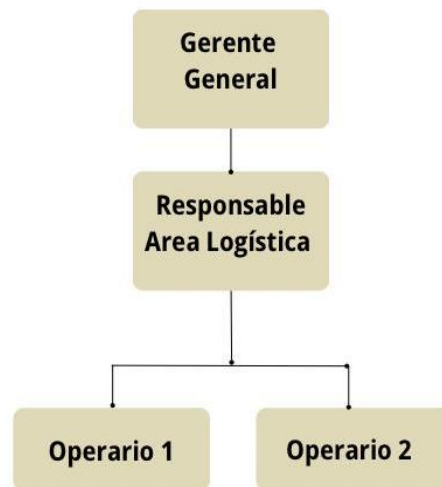 Gerente
General
Responsable
Area Logística
Operario 1
Operario 2